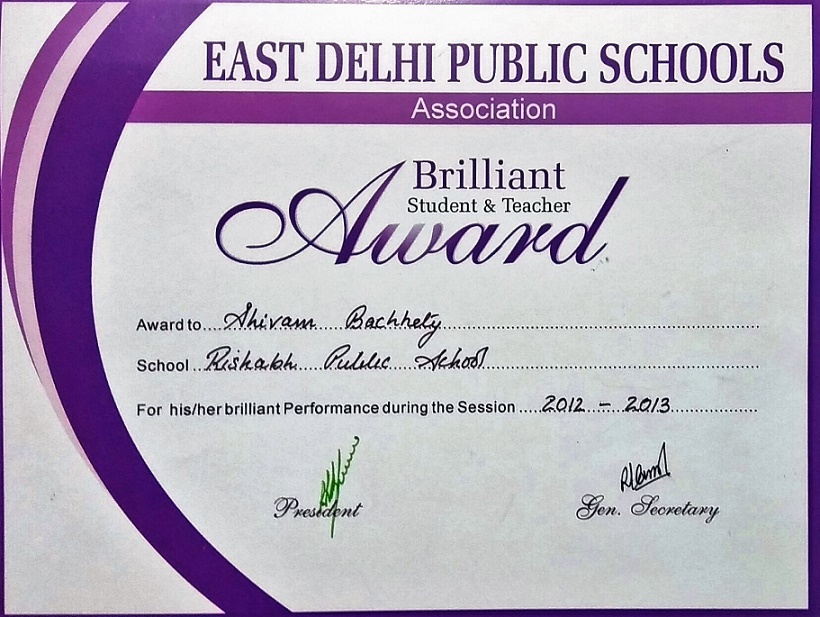 EAST DELHI PUBLIC SCHOOLS
Association
Brilliant
Student & Teacher
Award
Award to....Shivam Bachhety
School ..Rishabh Public School
For his/her brilliant Performance during the Session ....2012 – 2013
President
Gen. Secretary